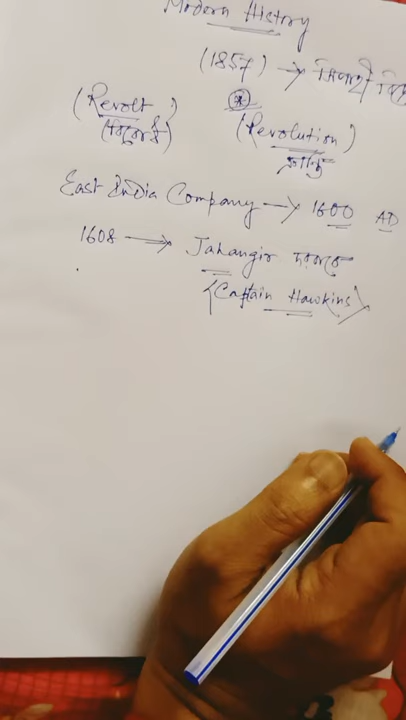 Modern History
(1857) → सिपाही
(Revolt)
(Revolution)
East India Company → 1600 AD
1608 → Jahangir
{Captain Hawkins}